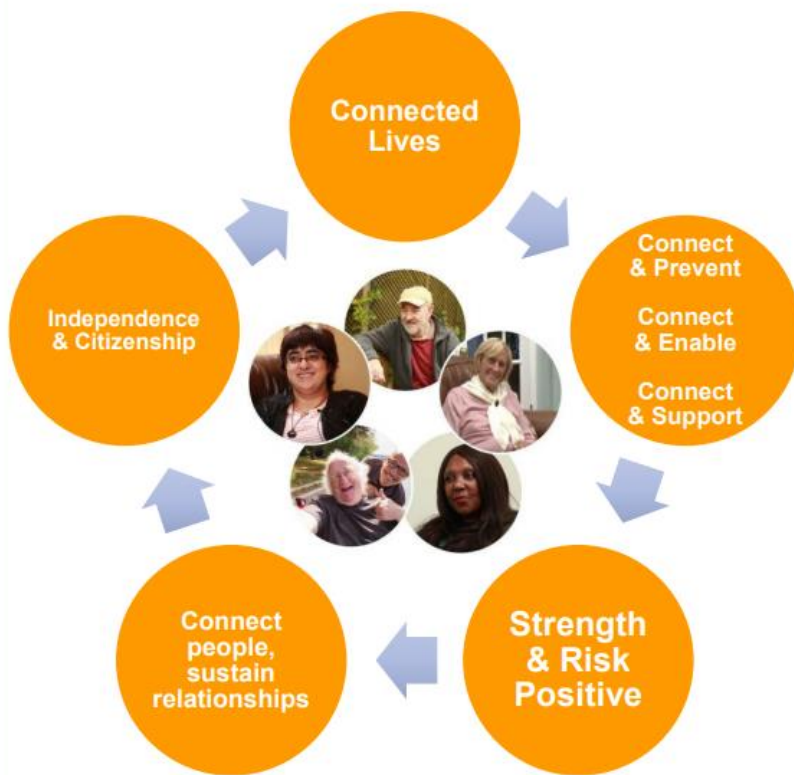 Connected
Lives
Connect
& Prevent
Connect
& Enable
Connect
& Support
Strength
& Risk
Positive
Connect
people,
sustain
relationships
Independence
& Citizenship